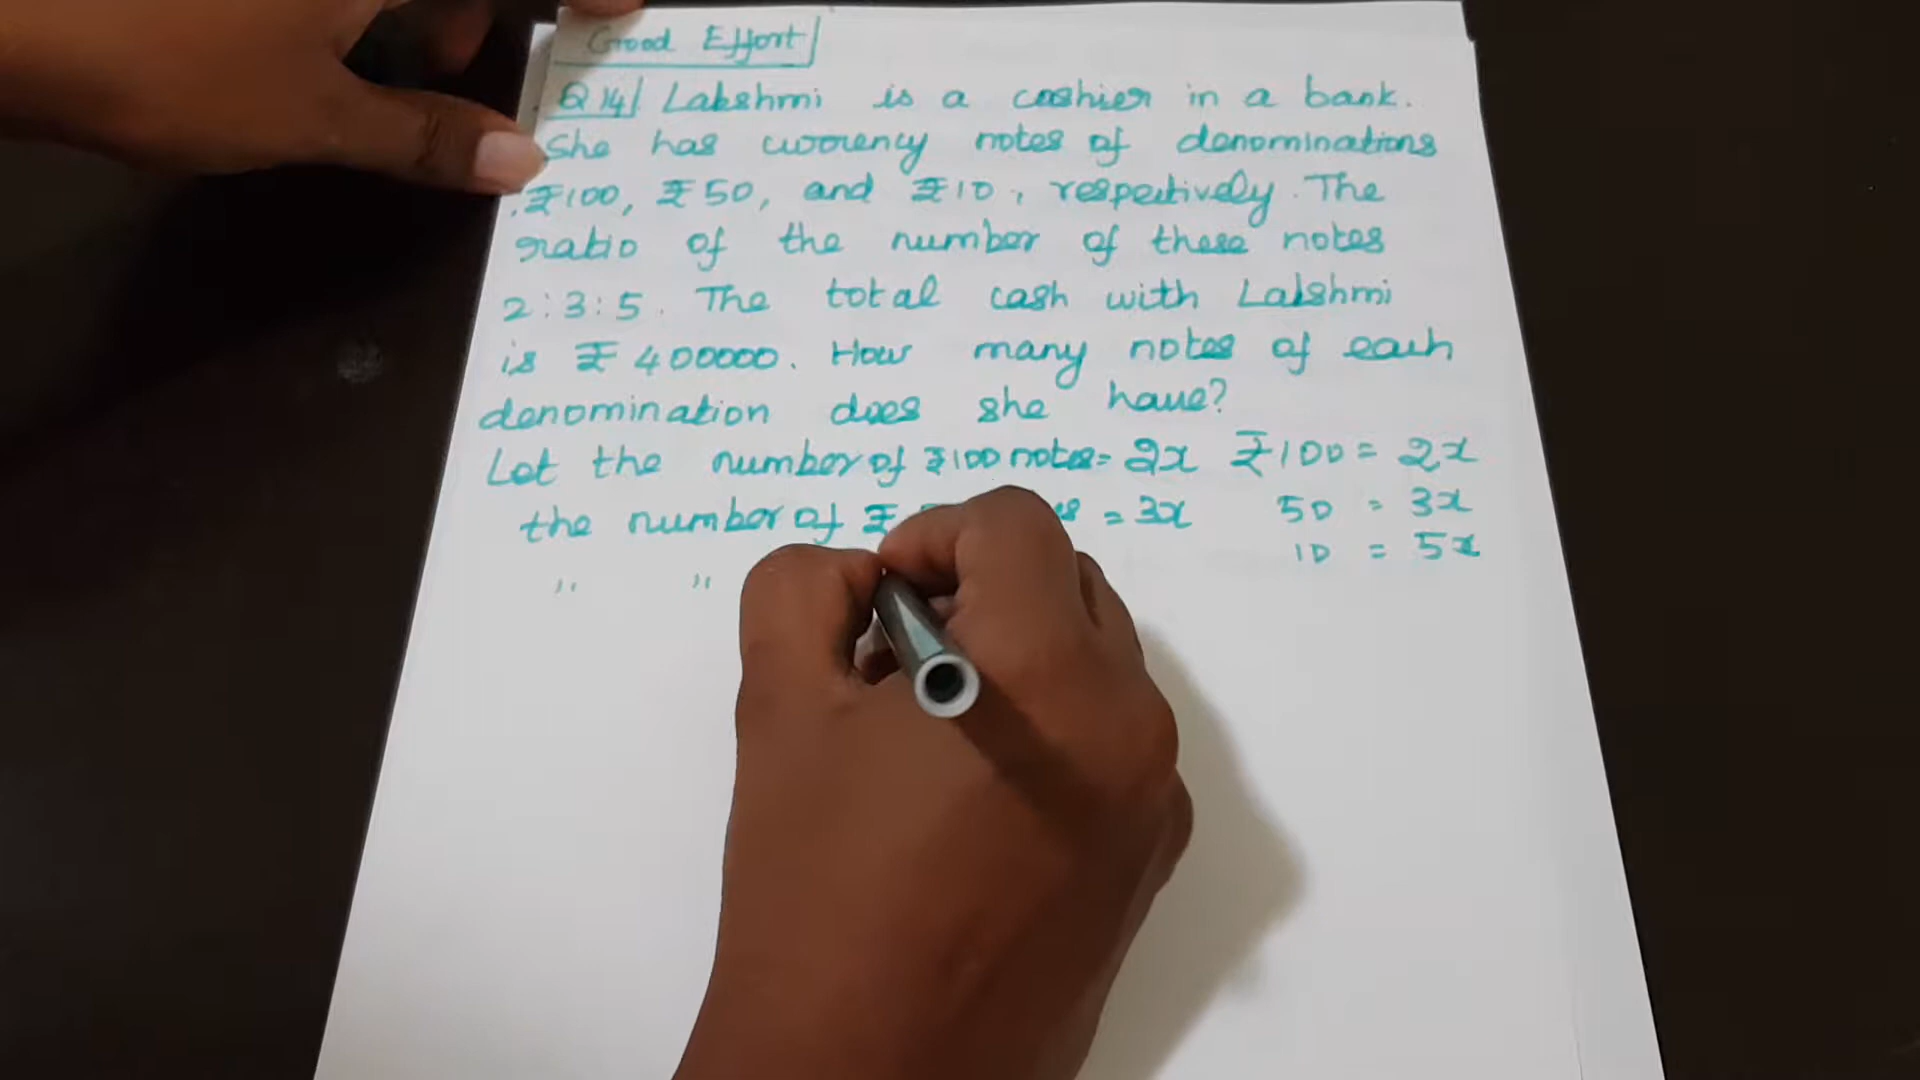 Good Effort
Q 14 Lakshmi is a cashier in a bank.
She has currency notes of denominations
₹100, ₹50, and ₹10, respectively. The
ratio of the number of these notes
2:3:5. The total cash with Lakshmi
is ₹ 400000. How many notes of each
denomination does she have?
Let the number of ₹100 notes = 2x ₹100 = 2x
the number of ₹ = 3x 50 = 3x
10 = 5x
" "